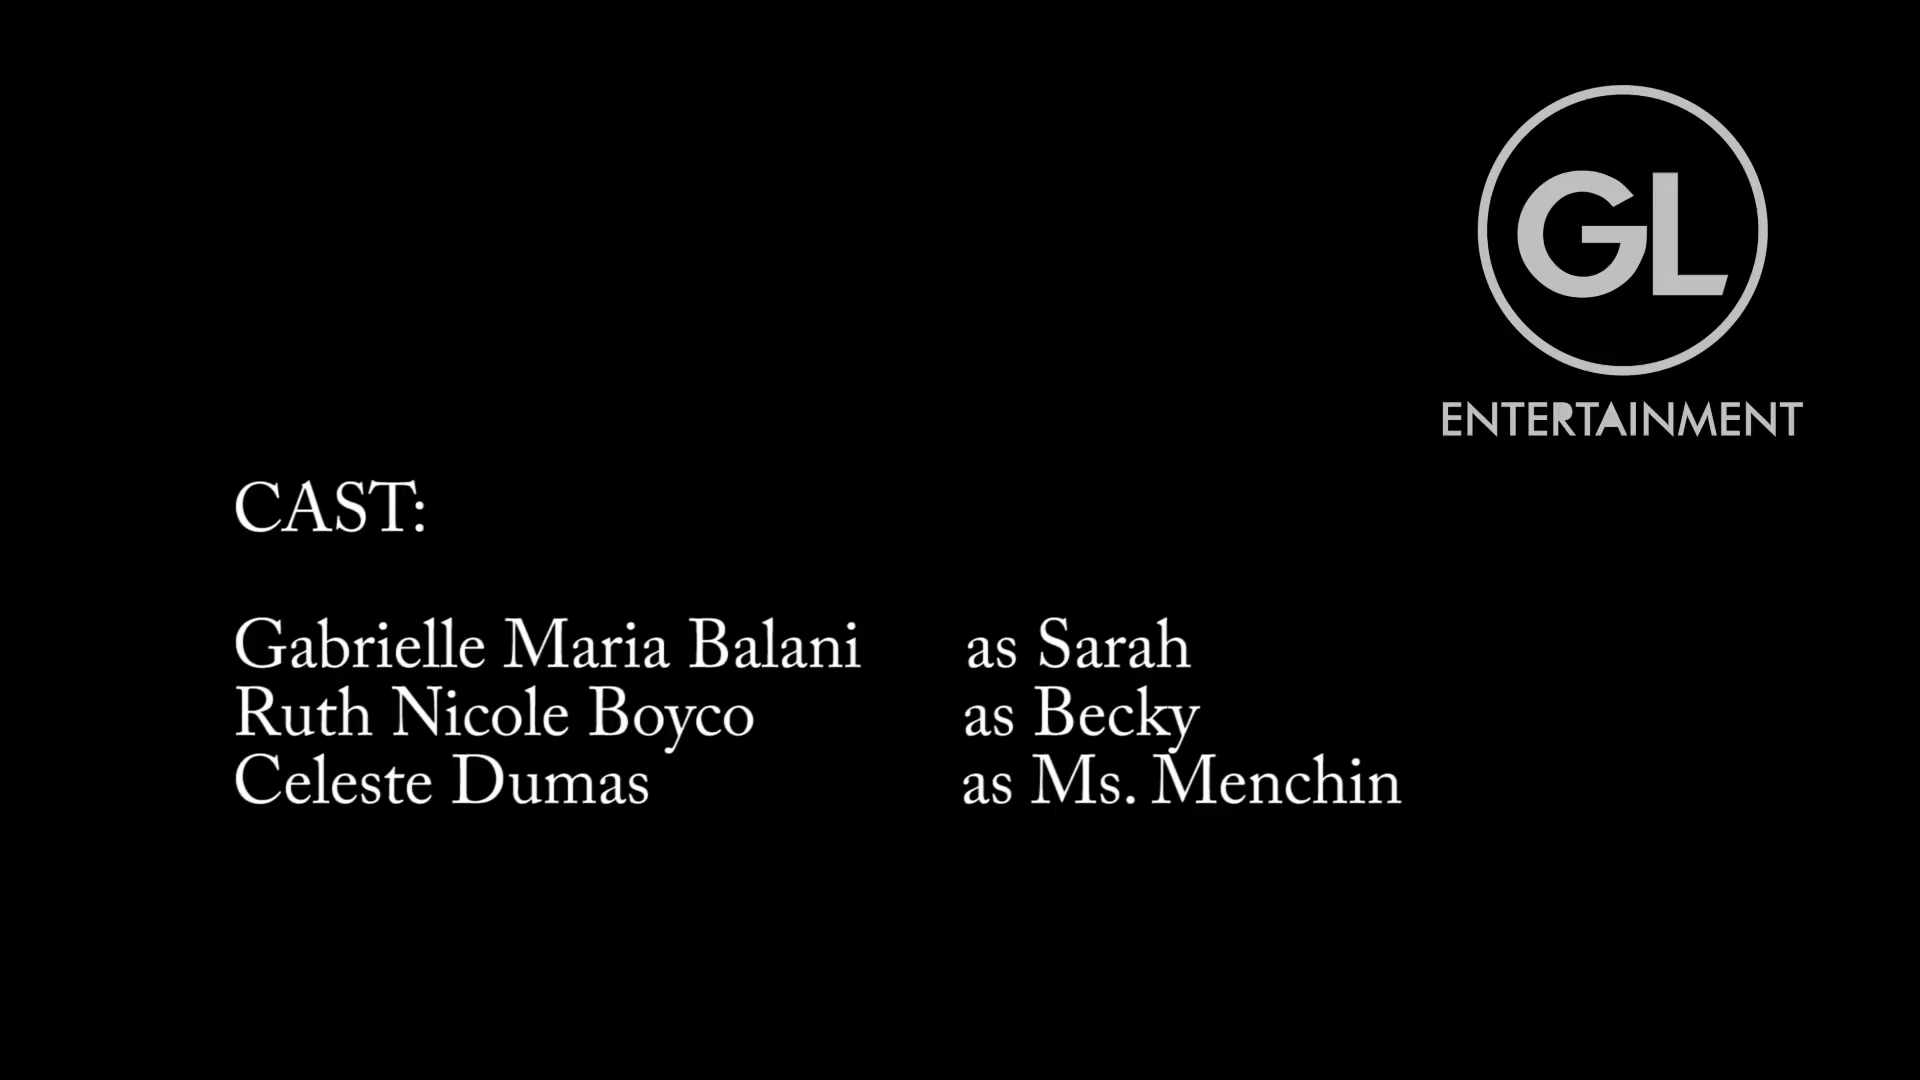 GL
ENTERTAINMENT
CAST:
Gabrielle Maria Balani as Sarah
Ruth Nicole Boyco as Becky
Celeste Dumas as Ms. Menchin